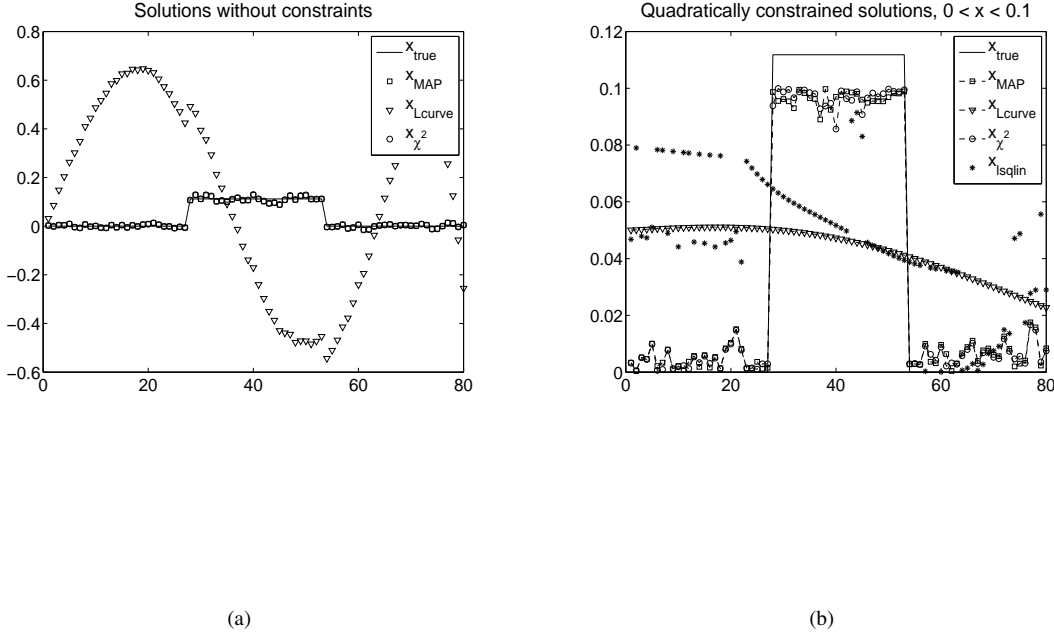 Solutions without constraints
0.8
0.6
0.4
0.2
0
−0.2
−0.4
−0.6
0
20
40
60
80
x_true
x_MAP
x_Lcurve
x_χ²
(a)
Quadratically constrained solutions, 0 < x < 0.1
0.12
0.1
0.08
0.06
0.04
0.02
0
0
20
40
60
80
x_true
x_MAP
x_Lcurve
x_χ²
x_lsqlin
(b)